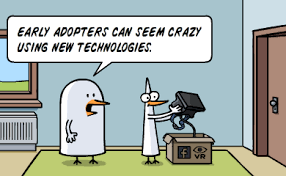 EARLY ADOPTERS CAN SEEM CRAZY
USING NEW TECHNOLOGIES.
f
VR